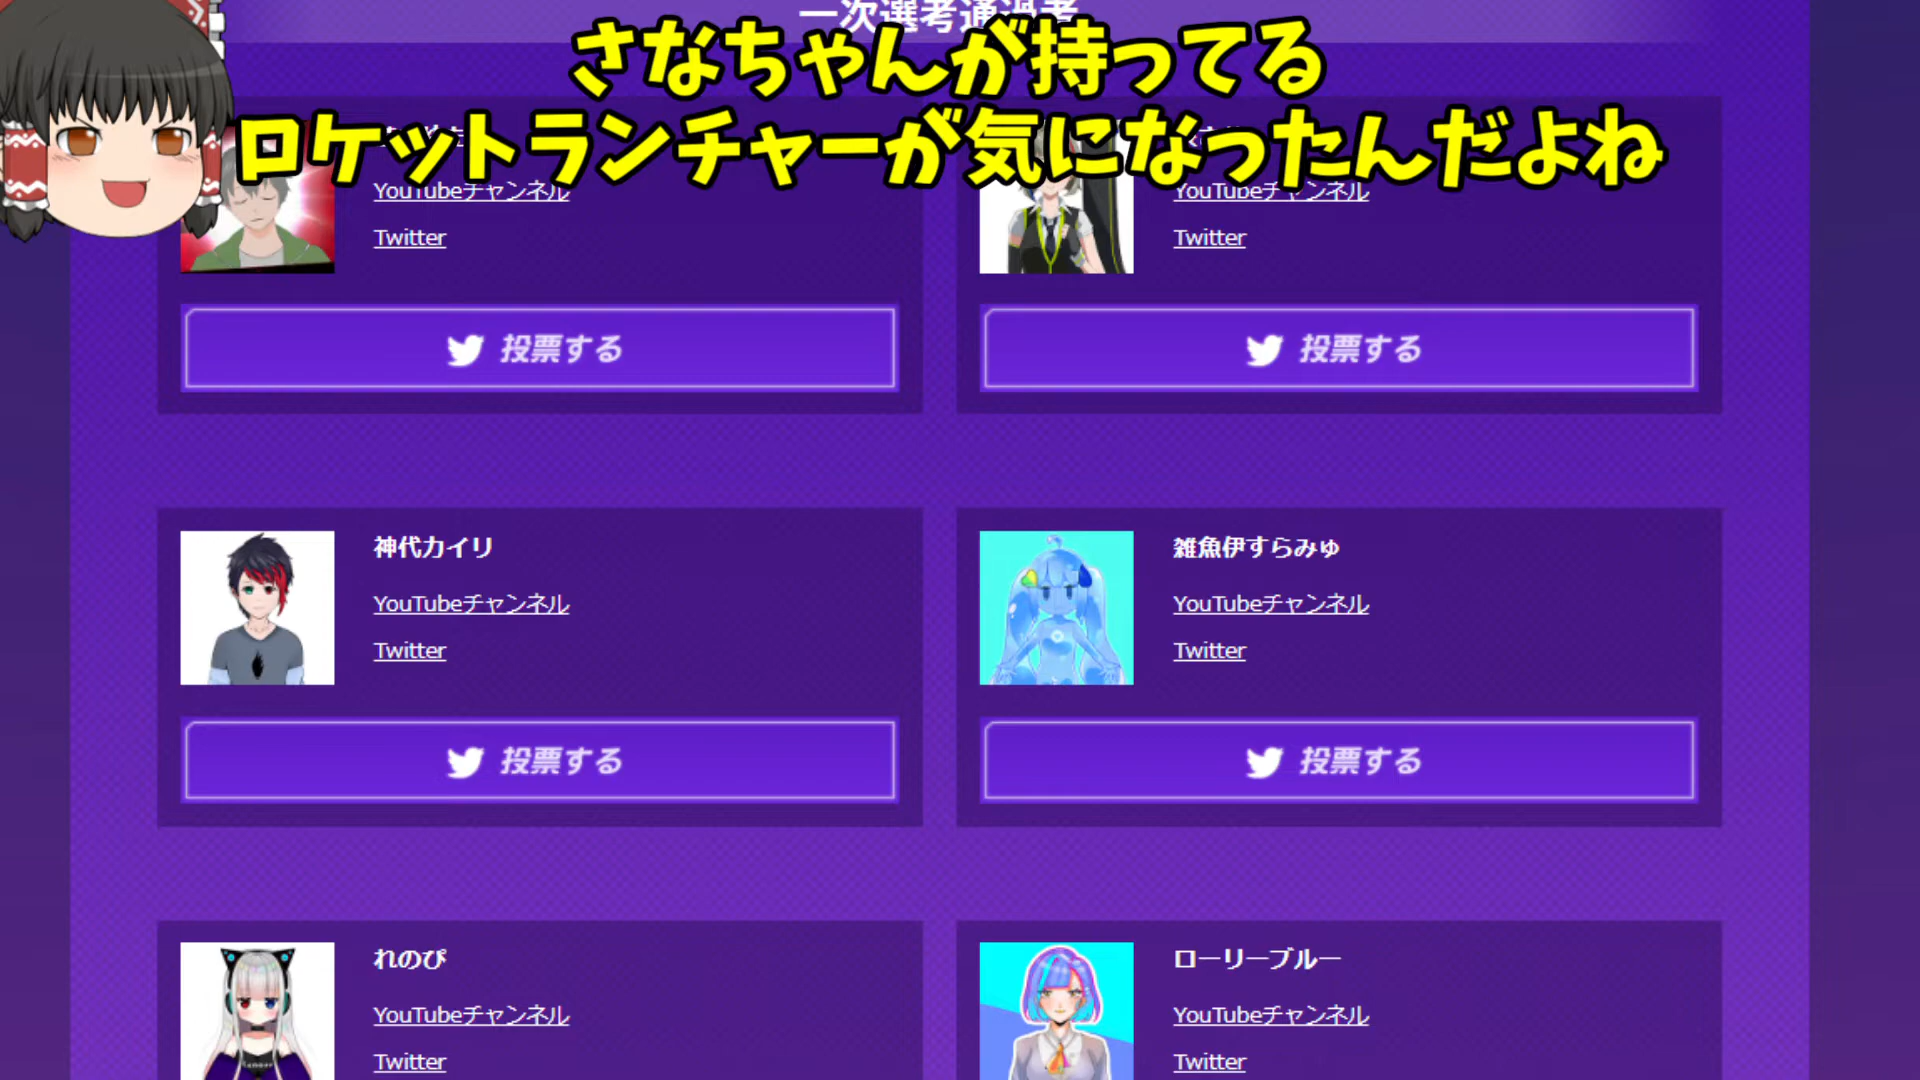 一次選考通過者
さなちゃんが持ってる
ロケットランチャーが気になったんだよね
YouTubeチャンネル
Twitter
投票する
YouTubeチャンネル
Twitter
投票する
神代カイリ
YouTubeチャンネル
Twitter
投票する
雑魚伊すらみゅ
YouTubeチャンネル
Twitter
投票する
れのぴ
YouTubeチャンネル
Twitter
ローリーブルー
YouTubeチャンネル
Twitter